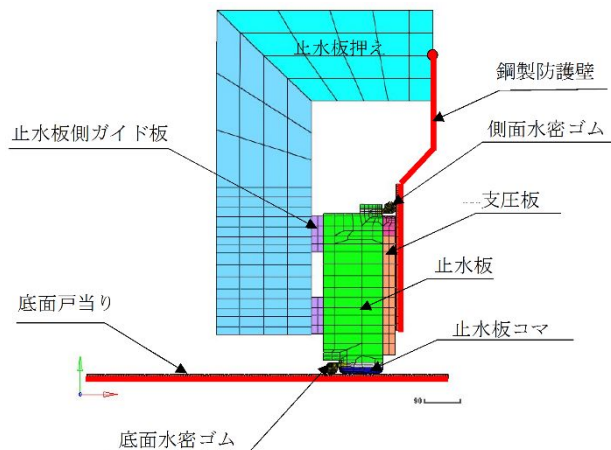 止水板押え
鋼製防護壁
止水板側ガイド板
側面水密ゴム
支圧板
止水板
底面戸当り
止水板コマ
底面水密ゴム
90